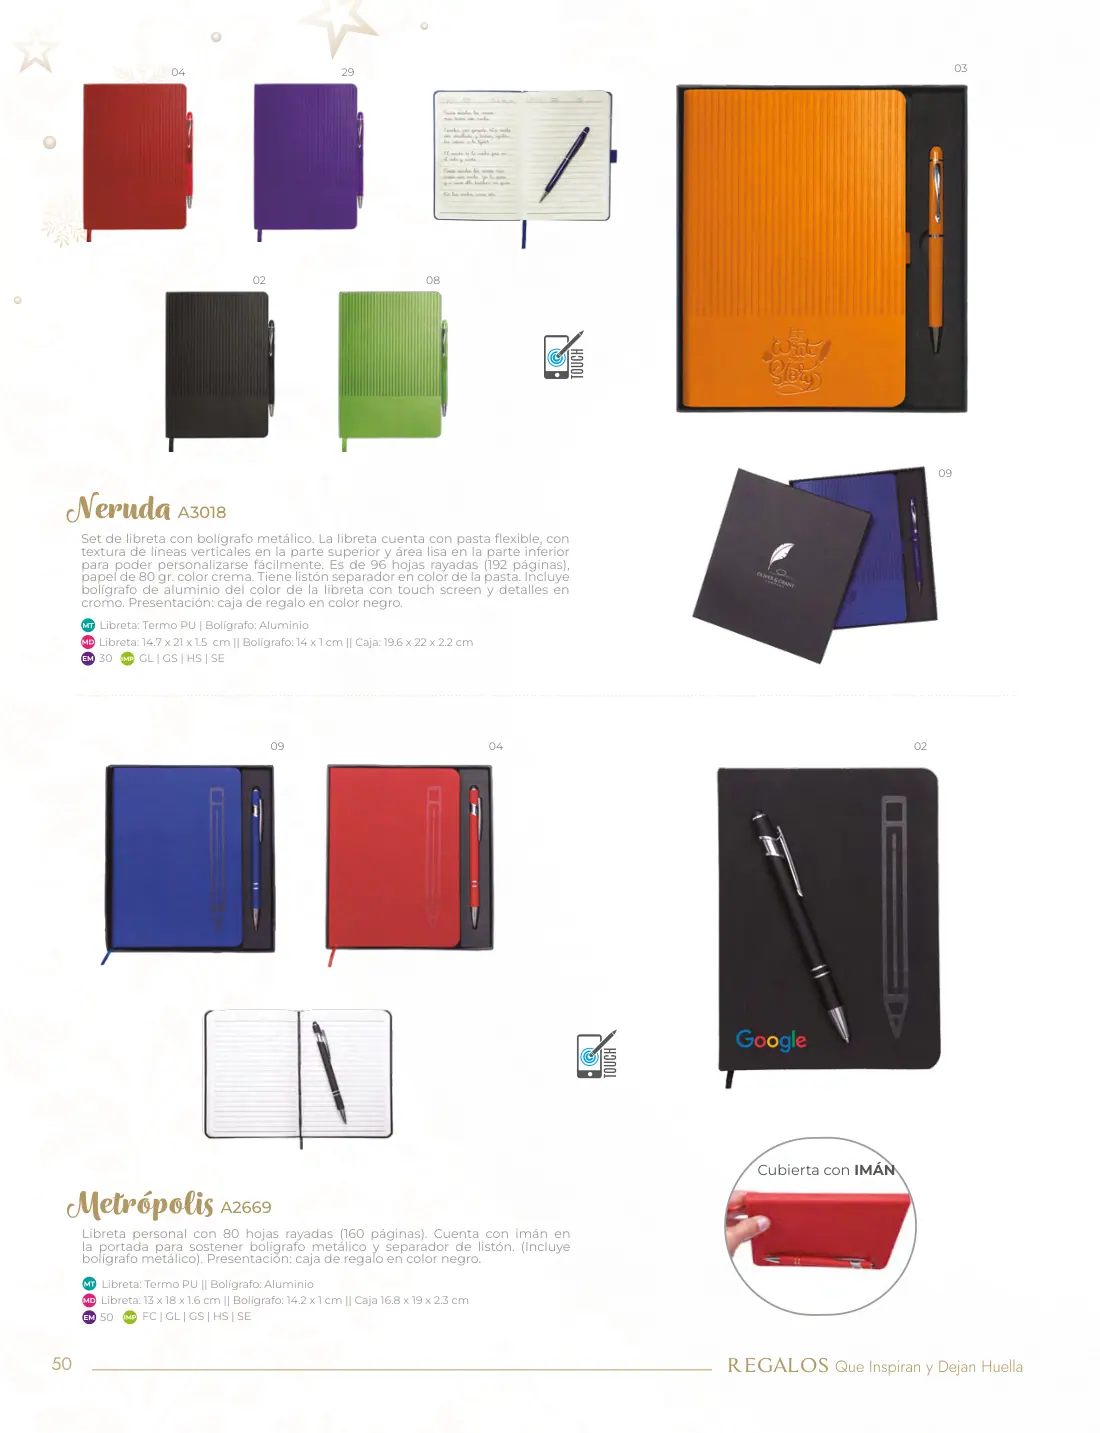 04
29
03
02
08
TOUCH
Write
Story
09
Neruda A3018
Set de libreta con bolígrafo metálico. La libreta cuenta con pasta flexible, con
textura de líneas verticales en la parte superior y área lisa en la parte inferior
para poder personalizarse fácilmente. Es de 96 hojas rayadas (192 páginas),
papel de 80 gr. color crema. Tiene listón separador en color de la pasta. Incluye
bolígrafo de aluminio del color de la libreta con touch screen y detalles en
cromo. Presentación: caja de regalo en color negro.
MT Libreta: Termo PU | Bolígrafo: Aluminio
MD Libreta: 14.7 x 21 x 1.5 cm || Bolígrafo: 14 x 1 cm || Caja: 19.6 x 22 x 2.2 cm
EM 30 IMP GL | GS | HS | SE
09
04
02
Google
TOUCH
Cubierta con IMÁN
Metrópolis A2669
Libreta personal con 80 hojas rayadas (160 páginas). Cuenta con imán en
la portada para sostener bolígrafo metálico y separador de listón. (Incluye
bolígrafo metálico). Presentación: caja de regalo en color negro.
MT Libreta: Termo PU || Bolígrafo: Aluminio
MD Libreta: 13 x 18 x 1.6 cm || Bolígrafo: 14.2 x 1 cm || Caja 16.8 x 19 x 2.3 cm
EM 50 IMP FC | GL | GS | HS | SE
50
REGALOS Que Inspiran y Dejan Huella